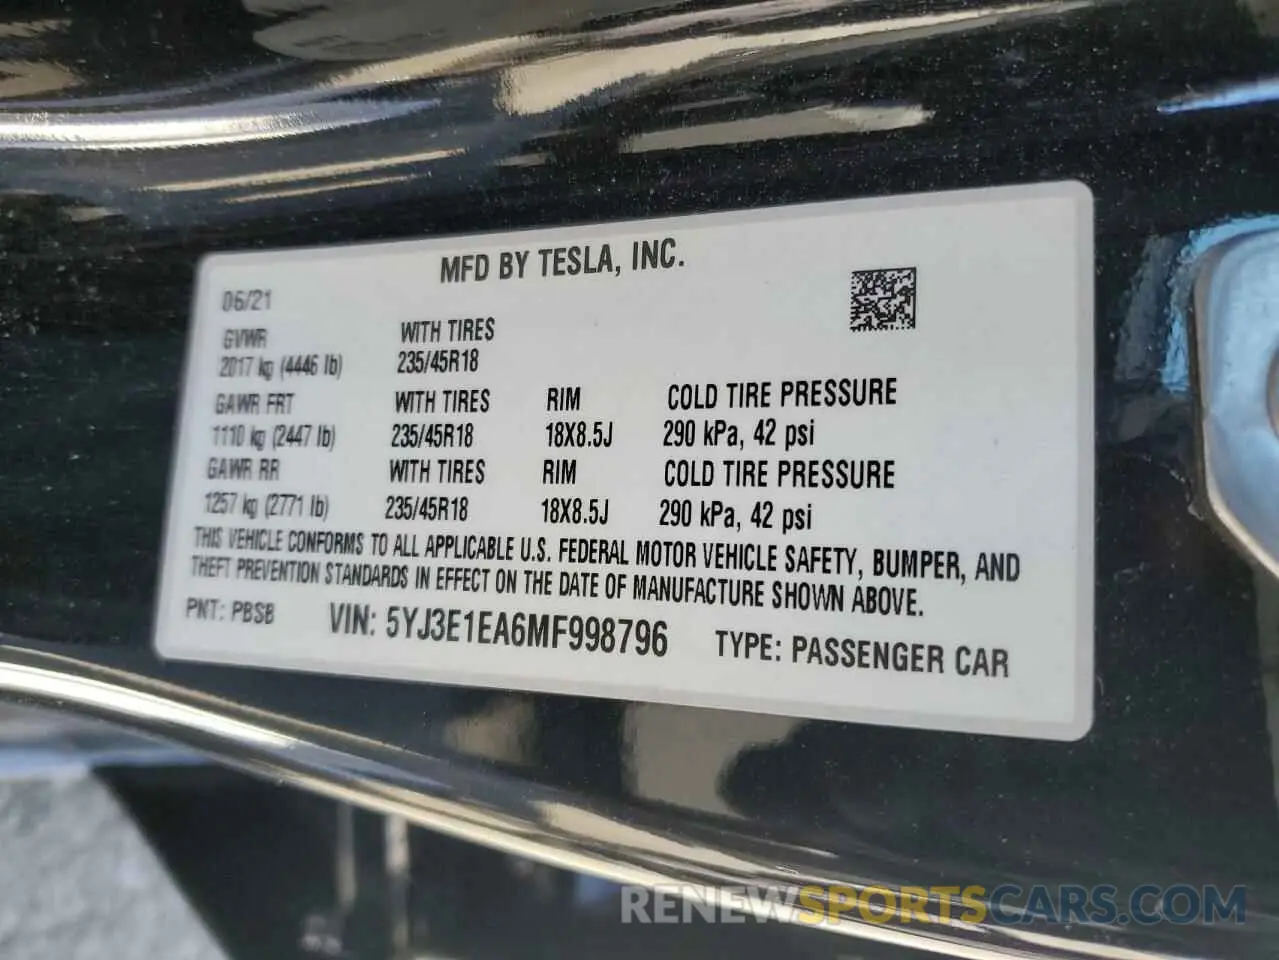 MFD BY TESLA, INC.
06/21
GVWR WITH TIRES
2017 kg (4446 lb) 235/45R18
GAWR FRT WITH TIRES RIM COLD TIRE PRESSURE
1110 kg (2447 lb) 235/45R18 18X8.5J 290 kPa, 42 psi
GAWR RR WITH TIRES RIM COLD TIRE PRESSURE
1257 kg (2771 lb) 235/45R18 18X8.5J 290 kPa, 42 psi
THIS VEHICLE CONFORMS TO ALL APPLICABLE U.S. FEDERAL MOTOR VEHICLE SAFETY, BUMPER, AND
THEFT PREVENTION STANDARDS IN EFFECT ON THE DATE OF MANUFACTURE SHOWN ABOVE.
PNT: PBSB VIN: 5YJ3E1EA6MF998796 TYPE: PASSENGER CAR
RENEWSPORTSCARS.COM